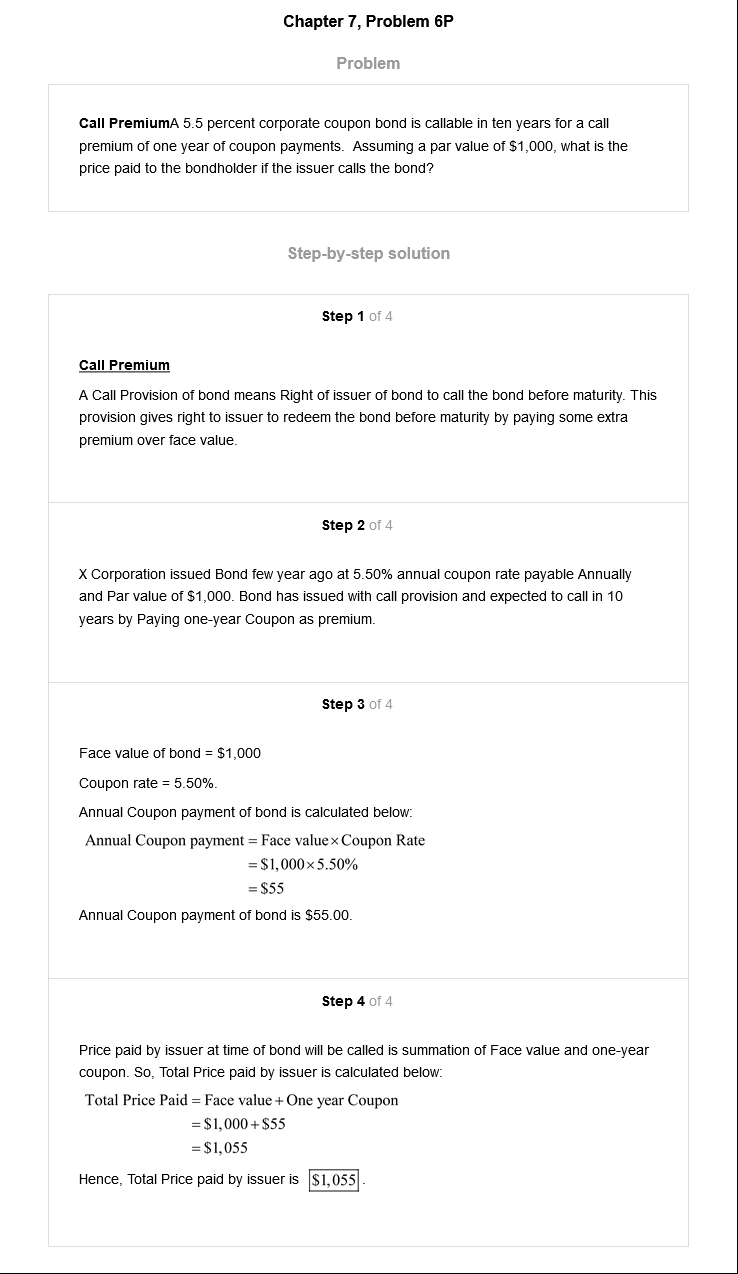 Chapter 7, Problem 6P
Problem
Call PremiumA 5.5 percent corporate coupon bond is callable in ten years for a call
premium of one year of coupon payments.  Assuming a par value of $1,000, what is the
price paid to the bondholder if the issuer calls the bond?
Step-by-step solution
Step 1 of 4
Call Premium
A Call Provision of bond means Right of issuer of bond to call the bond before maturity. This
provision gives right to issuer to redeem the bond before maturity by paying some extra
premium over face value.
Step 2 of 4
X Corporation issued Bond few year ago at 5.50% annual coupon rate payable Annually
and Par value of $1,000. Bond has issued with call provision and expected to call in 10
years by Paying one-year Coupon as premium.
Step 3 of 4
Face value of bond = $1,000
Coupon rate = 5.50%.
Annual Coupon payment of bond is calculated below:
Annual Coupon payment = Face value × Coupon Rate
= $1,000 × 5.50%
= $55
Annual Coupon payment of bond is $55.00.
Step 4 of 4
Price paid by issuer at time of bond will be called is summation of Face value and one-year
coupon. So, Total Price paid by issuer is calculated below:
Total Price Paid = Face value + One year Coupon
= $1,000 + $55
= $1,055
Hence, Total Price paid by issuer is $1,055.